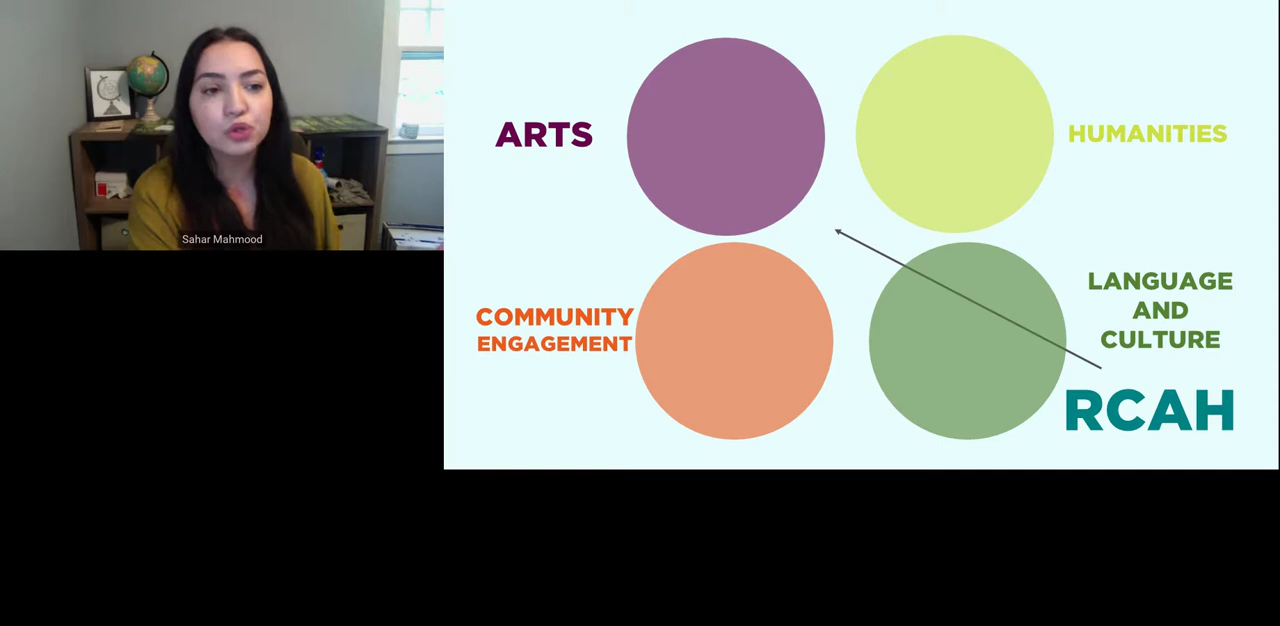 Sahar Mahmood
ARTS
HUMANITIES
COMMUNITY
ENGAGEMENT
LANGUAGE
AND
CULTURE
RCAH